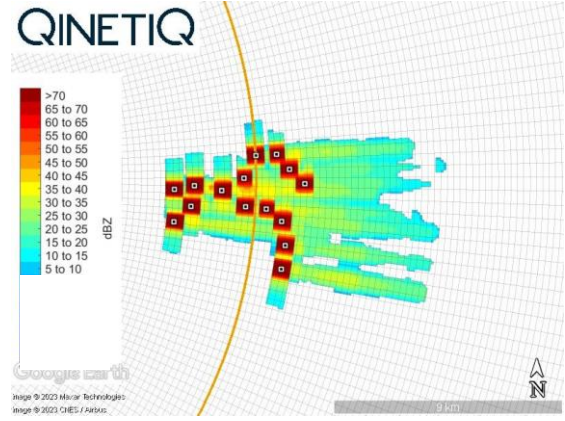 QINETIQ
>70
65 to 70
60 to 65
55 to 60
50 to 55
45 to 50
40 to 45
35 to 40
30 to 35
25 to 30
20 to 25
15 to 20
10 to 15
5 to 10
dBZ
Google Earth
Image © 2023 Maxar Technologies
Image © 2023 CNES / Airbus
9 km
N